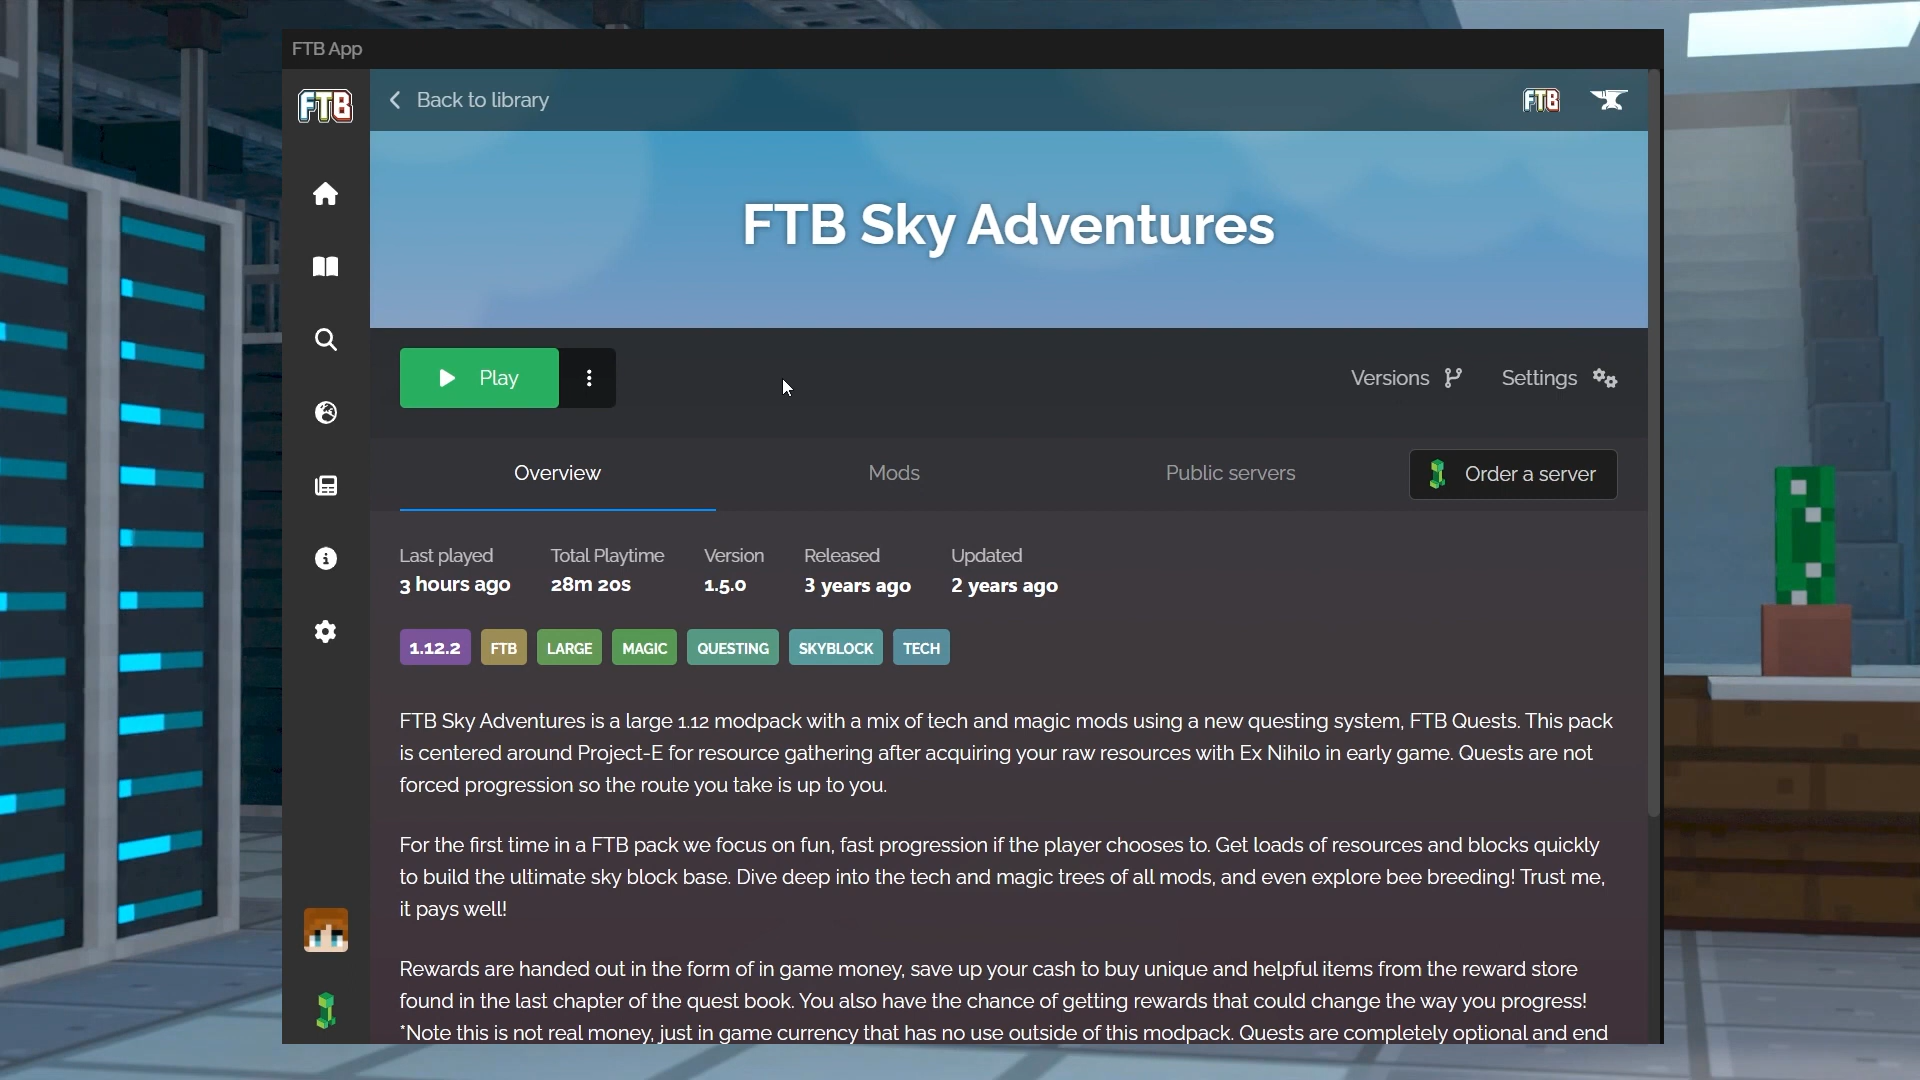 FTB App
FTB
Back to library
FTB
FTB Sky Adventures
Play
Versions
Settings
Overview
Mods
Public servers
Order a server
Last played
Total Playtime
Version
Released
Updated
3 hours ago
28m 20s
1.5.0
3 years ago
2 years ago
1.12.2
FTB
LARGE
MAGIC
QUESTING
SKYBLOCK
TECH
FTB Sky Adventures is a large 1.12 modpack with a mix of tech and magic mods using a new questing system, FTB Quests. This pack
is centered around Project-E for resource gathering after acquiring your raw resources with Ex Nihilo in early game. Quests are not
forced progression so the route you take is up to you.
For the first time in a FTB pack we focus on fun, fast progression if the player chooses to. Get loads of resources and blocks quickly
to build the ultimate sky block base. Dive deep into the tech and magic trees of all mods, and even explore bee breeding! Trust me,
it pays well!
Rewards are handed out in the form of in game money, save up your cash to buy unique and helpful items from the reward store
found in the last chapter of the quest book. You also have the chance of getting rewards that could change the way you progress!
*Note this is not real money, just in game currency that has no use outside of this modpack. Quests are completely optional and end